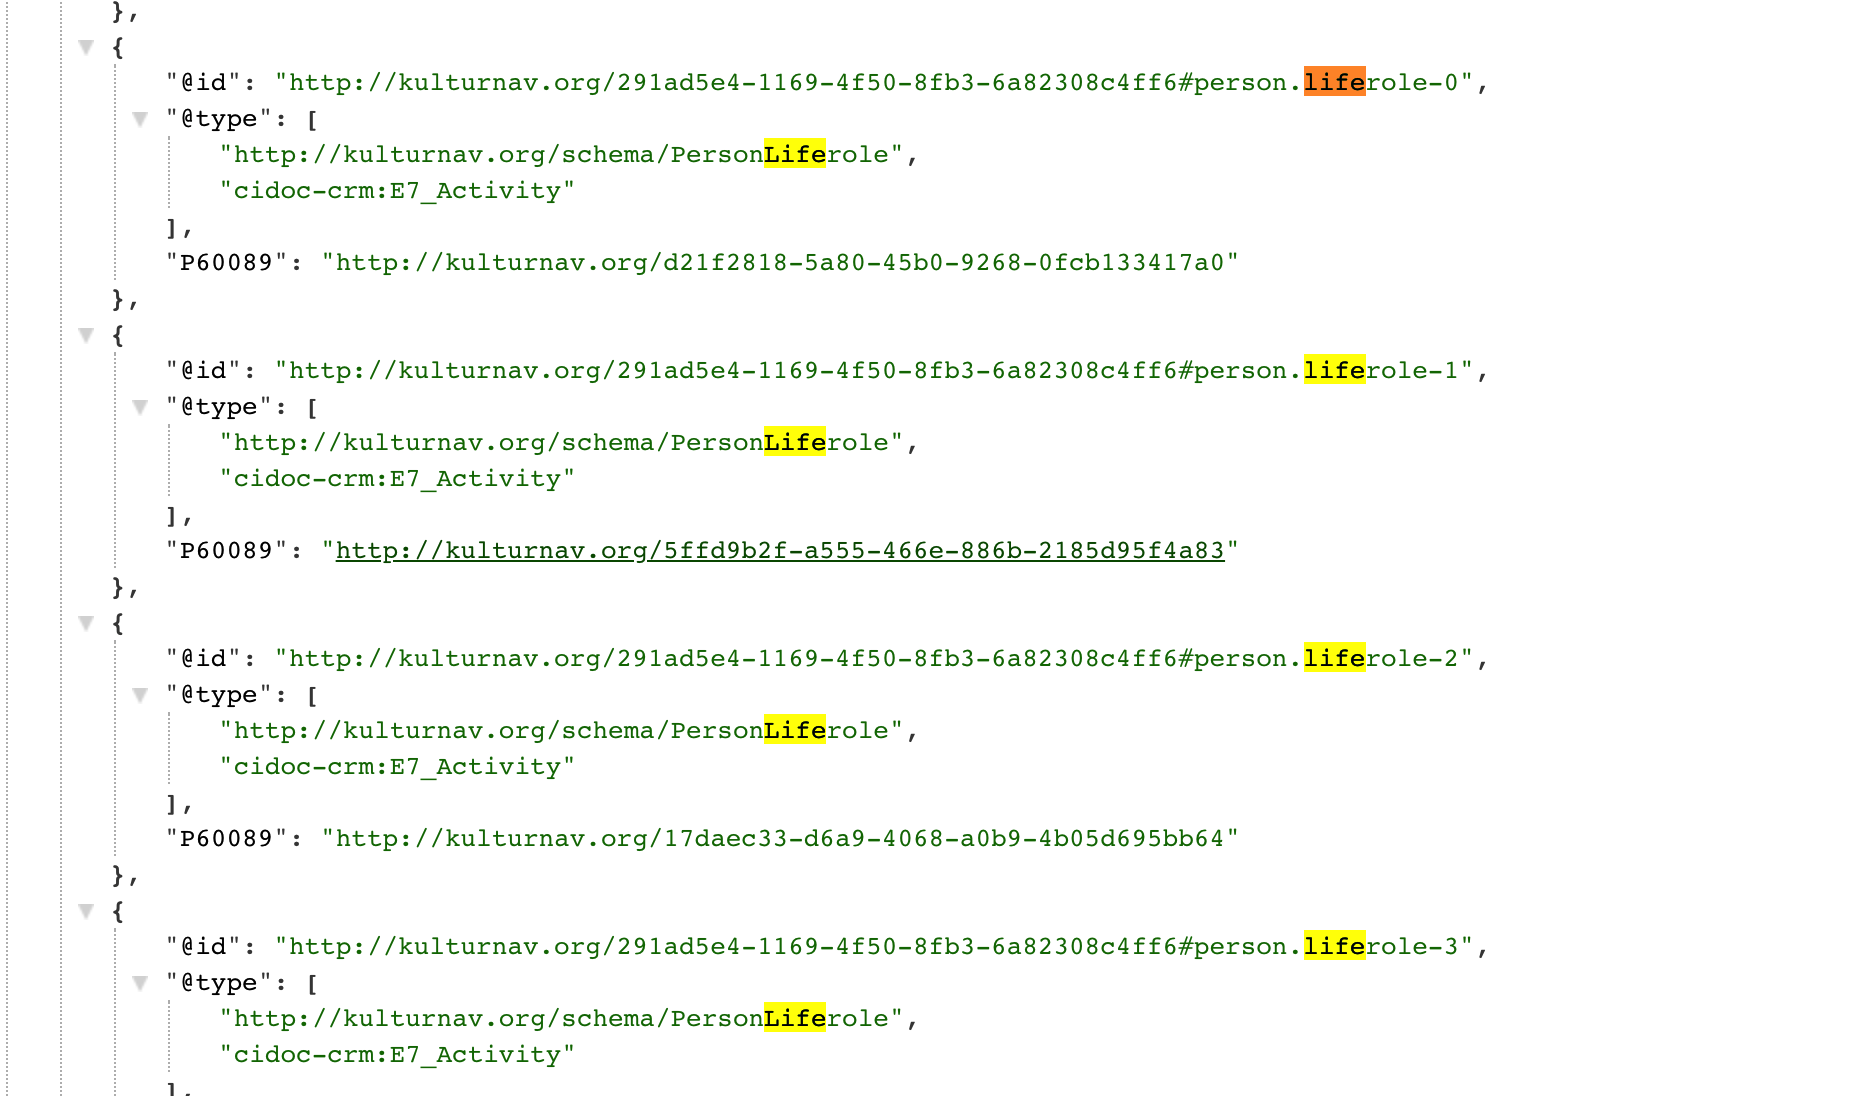 },
{
"@id": "http://kulturnav.org/291ad5e4-1169-4f50-8fb3-6a82308c4ff6#person.liferole-0",
"@type": [
"http://kulturnav.org/schema/PersonLiferole",
"cidoc-crm:E7_Activity"
],
"P60089": "http://kulturnav.org/d21f2818-5a80-45b0-9268-0fcb133417a0"
},
{
"@id": "http://kulturnav.org/291ad5e4-1169-4f50-8fb3-6a82308c4ff6#person.liferole-1",
"@type": [
"http://kulturnav.org/schema/PersonLiferole",
"cidoc-crm:E7_Activity"
],
"P60089": "http://kulturnav.org/5ffd9b2f-a555-466e-886b-2185d95f4a83"
},
{
"@id": "http://kulturnav.org/291ad5e4-1169-4f50-8fb3-6a82308c4ff6#person.liferole-2",
"@type": [
"http://kulturnav.org/schema/PersonLiferole",
"cidoc-crm:E7_Activity"
],
"P60089": "http://kulturnav.org/17daec33-d6a9-4068-a0b9-4b05d695bb64"
},
{
"@id": "http://kulturnav.org/291ad5e4-1169-4f50-8fb3-6a82308c4ff6#person.liferole-3",
"@type": [
"http://kulturnav.org/schema/PersonLiferole",
"cidoc-crm:E7_Activity"
],